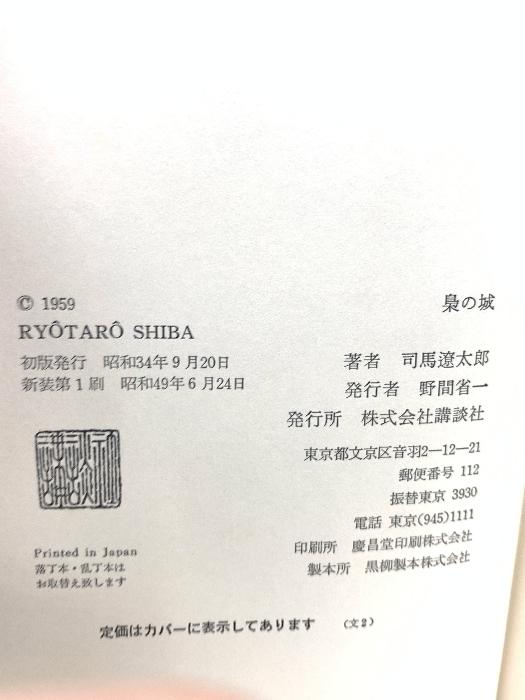 梟の城
© 1959
RYÔTARÔ SHIBA
初版発行　昭和34年9月20日
新装第1刷　昭和49年6月24日
著者　司馬遼太郎
発行者　野間省一
発行所　株式会社講談社
東京都文京区音羽2—12—21
郵便番号 112
振替東京 3930
電話 東京(945)1111
印刷所　慶昌堂印刷株式会社
製本所　黒柳製本株式会社
Printed in Japan
落丁本・乱丁本は
お取替え致します
定価はカバーに表示してあります　（文2）